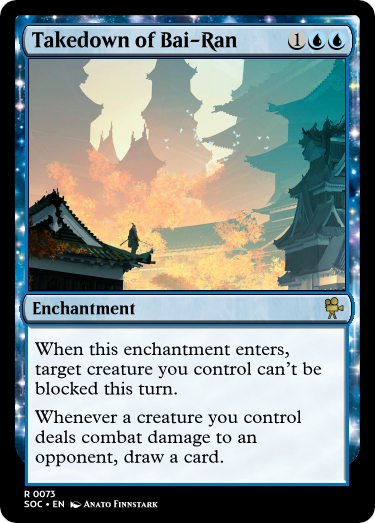 Takedown of Bai-Ran 1
Enchantment
When this enchantment enters,
target creature you control can't be
blocked this turn.
Whenever a creature you control
deals combat damage to an
opponent, draw a card.
R 0073
SOC • EN Anato Finnstark